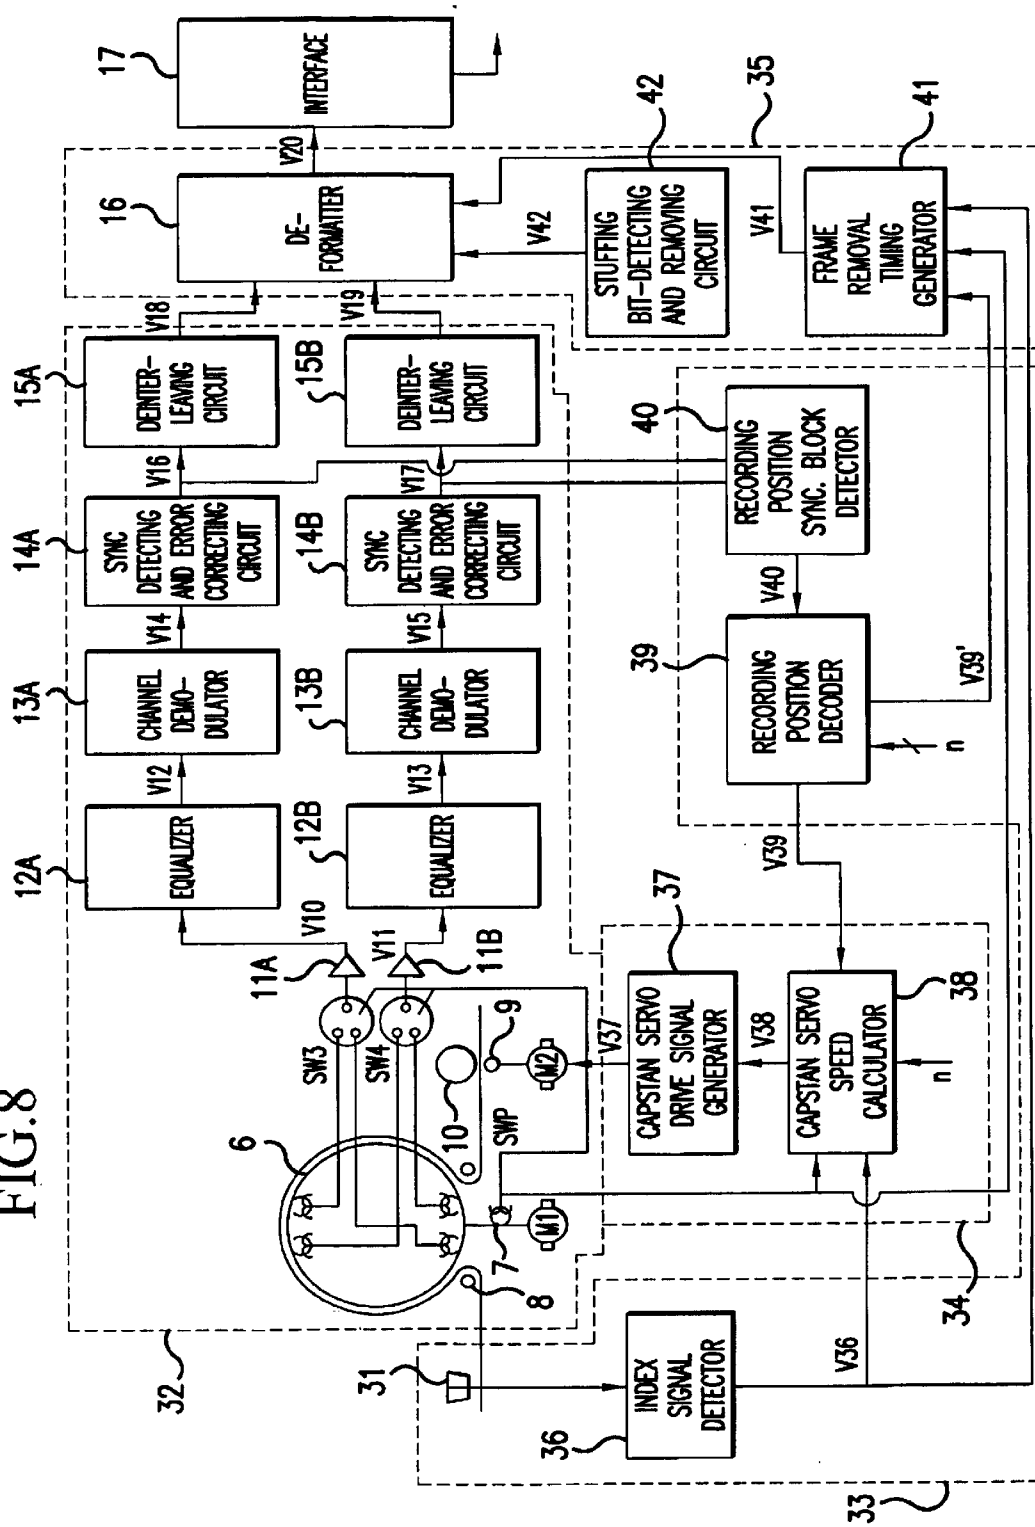 FIG.8
32
6
SW3
SW4
11A
11B
V10
V11
12A
EQUALIZER
V12
13A
CHANNEL
DEMO-
DULATOR
V14
14A
SYNC
DETECTING
AND ERROR
CORRECTING
CIRCUIT
V16
15A
DEINTER-
LEAVING
CIRCUIT
V18
12B
EQUALIZER
V13
13B
CHANNEL
DEMO-
DULATOR
V15
14B
SYNC
DETECTING
AND ERROR
CORRECTING
CIRCUIT
V17
15B
DEINTER-
LEAVING
CIRCUIT
V19
16
DE-
FORMATTER
V20
17
INTERFACE
31
8
7
M1
SWP
10
9
M2
V37
37
CAPSTAN SERVO
DRIVE SIGNAL
GENERATOR
V38
38
CAPSTAN SERVO
SPEED
CALCULATOR
n
V39
39
RECORDING
POSITION
DECODER
n
V39'
V40
40
RECORDING
POSITION
SYNC. BLOCK
DETECTOR
V42
42
STUFFING
BIT-DETECTING
AND REMOVING
CIRCUIT
35
V41
41
FRAME
REMOVAL
TIMING
GENERATOR
36
INDEX
SIGNAL
DETECTOR
V36
34
33